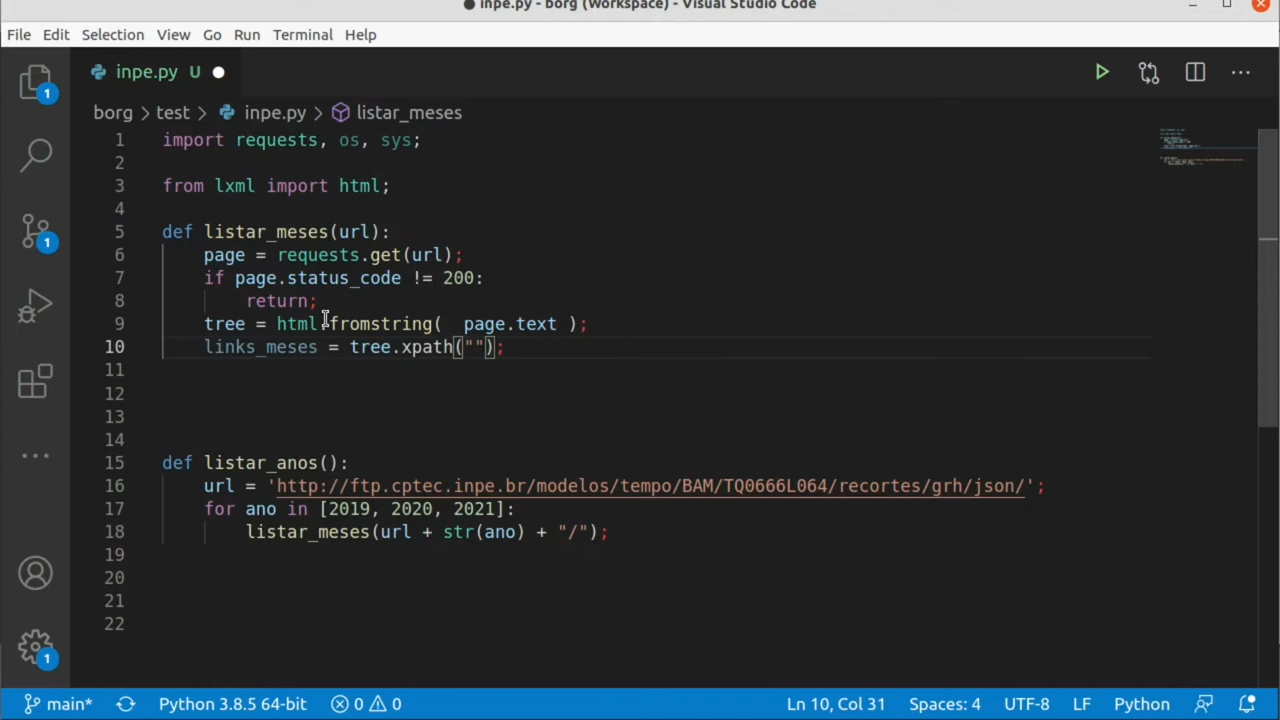 inpe.py - borg (Workspace) - Visual Studio Code
File Edit Selection View Go Run Terminal Help
inpe.py U
borg > test > inpe.py > listar_meses
1 import requests, os, sys;
2
3 from lxml import html;
4
5 def listar_meses(url):
6 page = requests.get(url);
7 if page.status_code != 200:
8 return;
9 tree = html.fromstring(  page.text );
10 links_meses = tree.xpath("");
11
12
13
14
15 def listar_anos():
16 url = 'http://ftp.cptec.inpe.br/modelos/tempo/BAM/TQ0666L064/recortes/grh/json/';
17 for ano in [2019, 2020, 2021]:
18 listar_meses(url + str(ano) + "/");
19
20
21
22
1
1
1
main* Python 3.8.5 64-bit 0 0 Ln 10, Col 31 Spaces: 4 UTF-8 LF Python